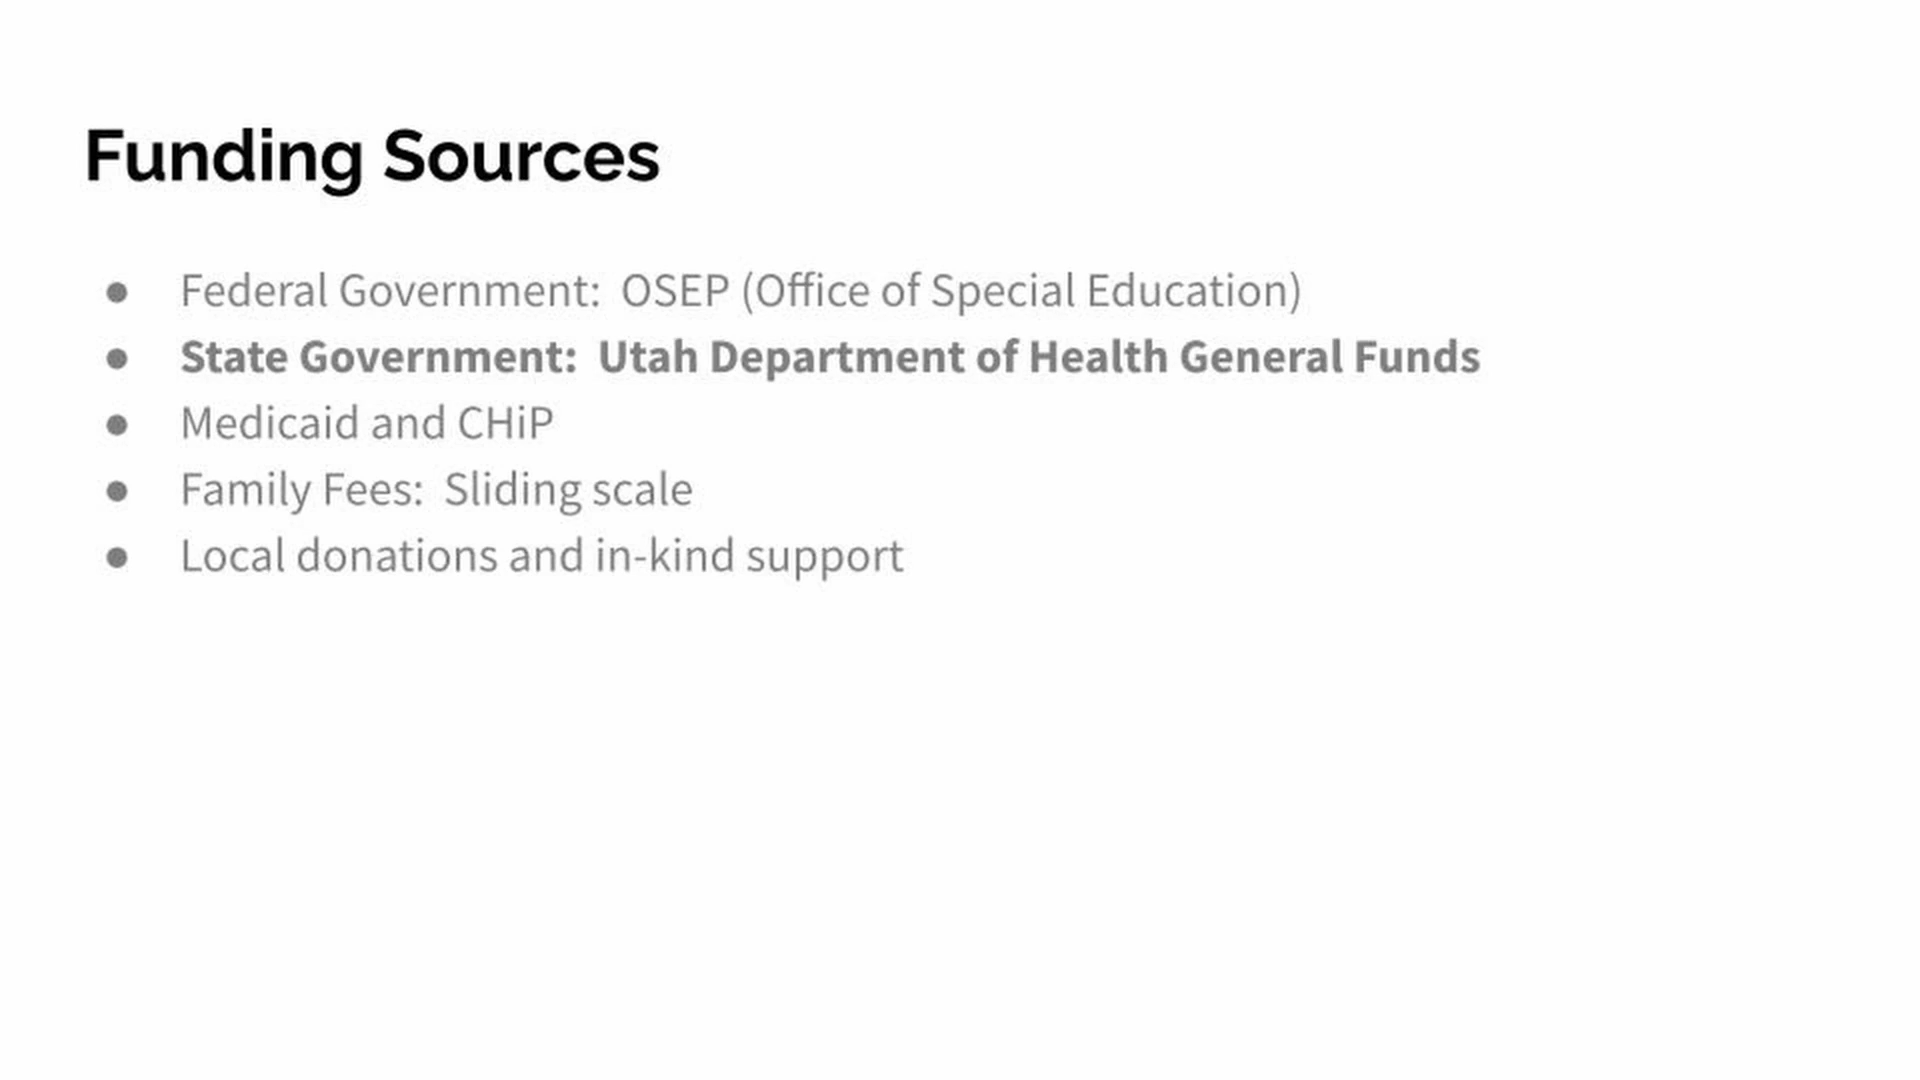 Funding Sources
● Federal Government:  OSEP (Office of Special Education)
● State Government:  Utah Department of Health General Funds
● Medicaid and CHiP
● Family Fees:  Sliding scale
● Local donations and in-kind support